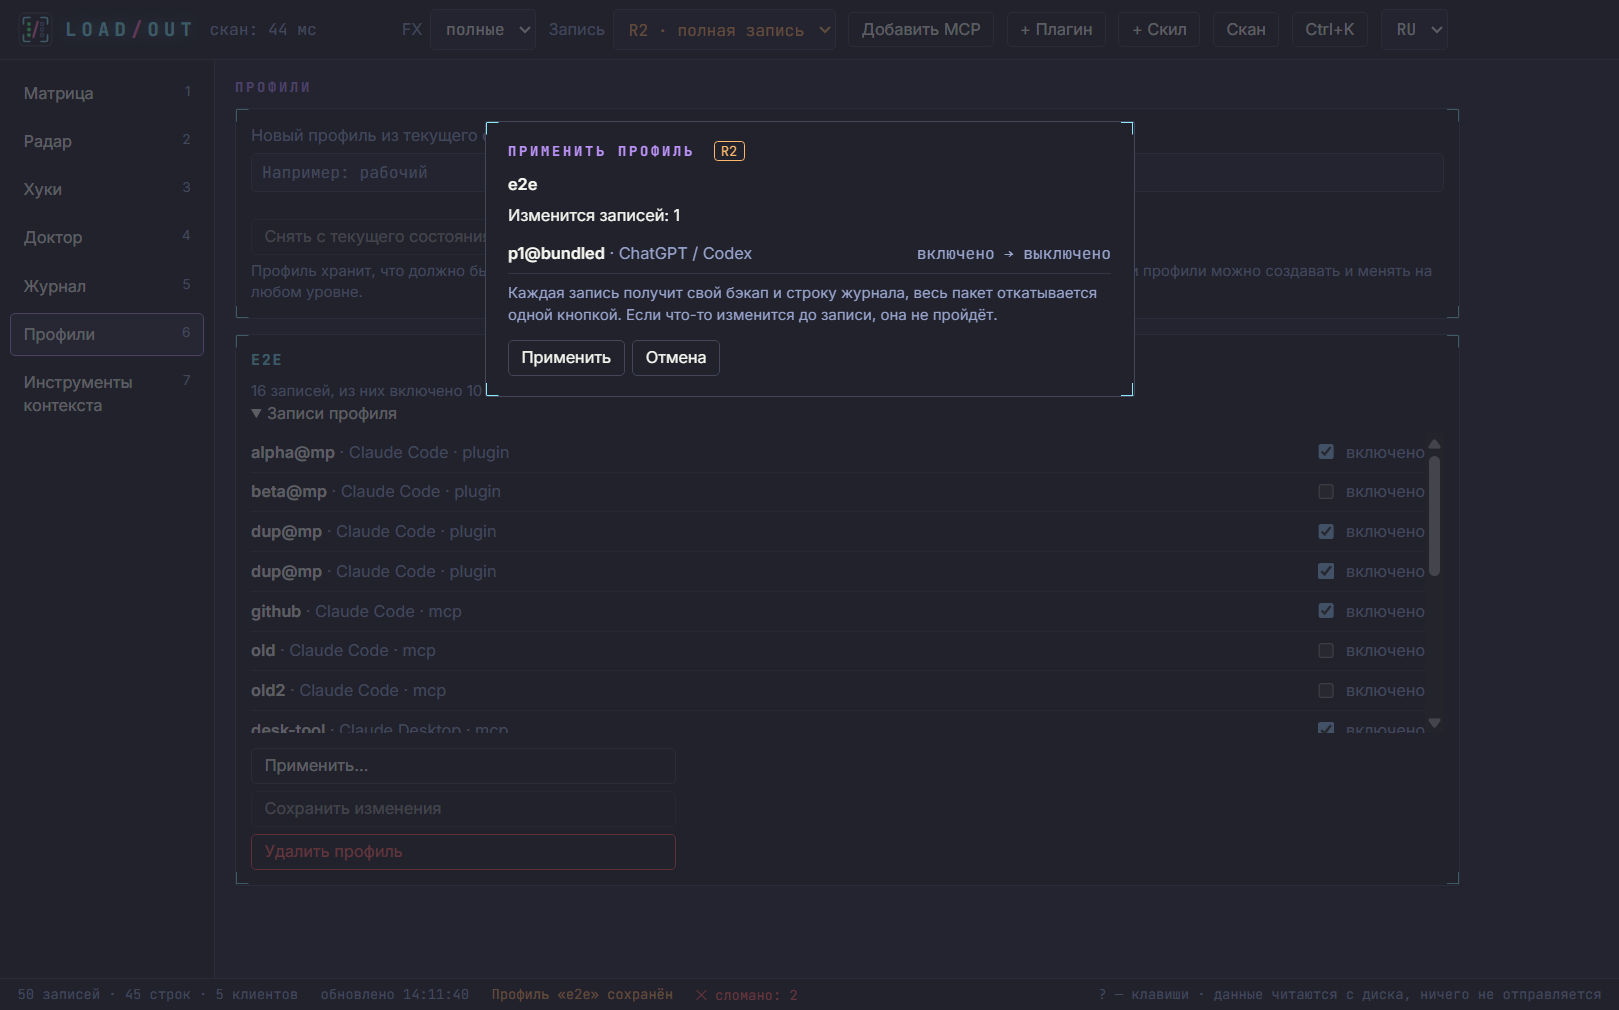 LOAD/OUT скан: 44 мс FX полные Запись R2 · полная запись Добавить MCP + Плагин + Скил Скан Ctrl+K RU
Матрица 1
Радар 2
Хуки 3
Доктор 4
Журнал 5
Профили 6
Инструменты контекста 7
ПРОФИЛИ
Новый профиль из текущего
Например: рабочий
Снять с текущего состояния
Профиль хранит, что должно
и профили можно создавать и менять на
любом уровне.
ПРИМЕНИТЬ ПРОФИЛЬ R2
e2e
Изменится записей: 1
p1@bundled · ChatGPT / Codex включено → выключено
Каждая запись получит свой бэкап и строку журнала, весь пакет откатывается
одной кнопкой. Если что-то изменится до записи, она не пройдёт.
Применить Отмена
E2E
16 записей, из них включено 10
▼ Записи профиля
alpha@mp · Claude Code · plugin включено
beta@mp · Claude Code · plugin включено
dup@mp · Claude Code · plugin включено
dup@mp · Claude Code · plugin включено
github · Claude Code · mcp включено
old · Claude Code · mcp включено
old2 · Claude Code · mcp включено
desk-tool · Claude Desktop · mcp включено
Применить...
Сохранить изменения
Удалить профиль
50 записей · 45 строк · 5 клиентов обновлено 14:11:40 Профиль «e2e» сохранён × сломано: 2 ? — клавиши · данные читаются с диска, ничего не отправляется